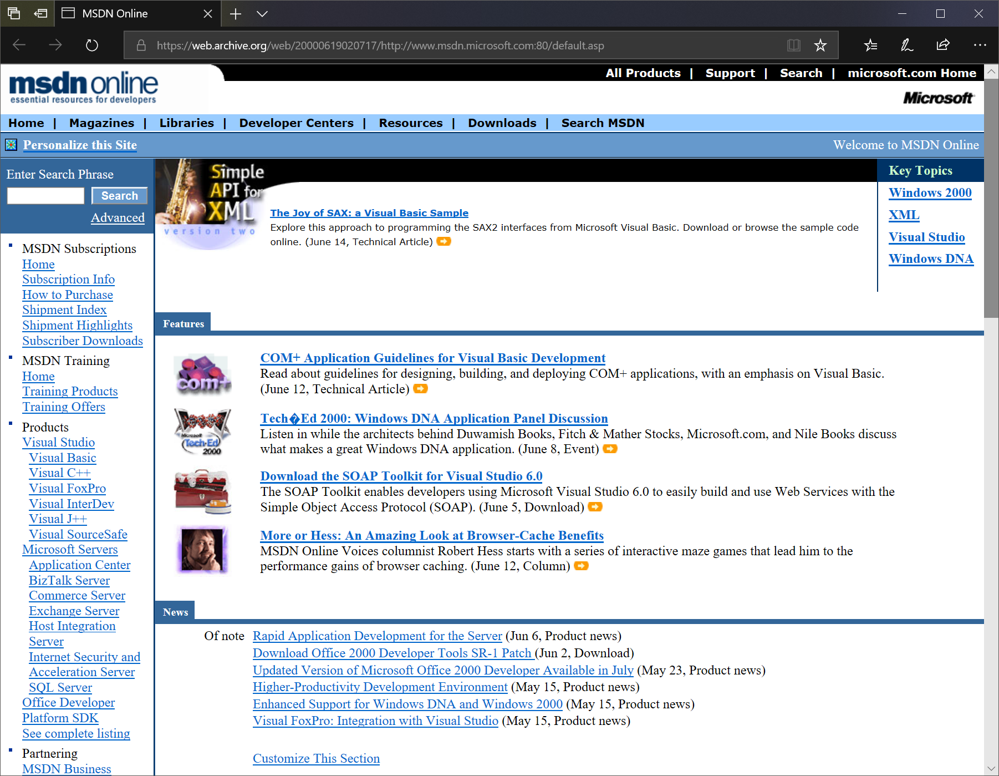 MSDN Online
https://web.archive.org/web/20000619020717/http://www.msdn.microsoft.com:80/default.asp
msdn online
essential resources for developers
All Products | Support | Search | microsoft.com Home
Microsoft
Home | Magazines | Libraries | Developer Centers | Resources | Downloads | Search MSDN
Personalize this Site
Welcome to MSDN Online
Enter Search Phrase
Search
Advanced
MSDN Subscriptions
Home
Subscription Info
How to Purchase
Shipment Index
Shipment Highlights
Subscriber Downloads
MSDN Training
Home
Training Products
Training Offers
Products
Visual Studio
Visual Basic
Visual C++
Visual FoxPro
Visual InterDev
Visual J++
Visual SourceSafe
Microsoft Servers
Application Center
BizTalk Server
Commerce Server
Exchange Server
Host Integration
Server
Internet Security and
Acceleration Server
SQL Server
Office Developer
Platform SDK
See complete listing
Partnering
MSDN Business
Simple
API for
XML
version two
The Joy of SAX: a Visual Basic Sample
Explore this approach to programming the SAX2 interfaces from Microsoft Visual Basic. Download or browse the sample code
online. (June 14, Technical Article)
Key Topics
Windows 2000
XML
Visual Studio
Windows DNA
Features
com+
COM+ Application Guidelines for Visual Basic Development
Read about guidelines for designing, building, and deploying COM+ applications, with an emphasis on Visual Basic.
(June 12, Technical Article)
Microsoft
Tech·Ed
2000
Tech�Ed 2000: Windows DNA Application Panel Discussion
Listen in while the architects behind Duwamish Books, Fitch & Mather Stocks, Microsoft.com, and Nile Books discuss
what makes a great Windows DNA application. (June 8, Event)
Download the SOAP Toolkit for Visual Studio 6.0
The SOAP Toolkit enables developers using Microsoft Visual Studio 6.0 to easily build and use Web Services with the
Simple Object Access Protocol (SOAP). (June 5, Download)
More or Hess: An Amazing Look at Browser-Cache Benefits
MSDN Online Voices columnist Robert Hess starts with a series of interactive maze games that lead him to the
performance gains of browser caching. (June 12, Column)
News
Of note
Rapid Application Development for the Server (Jun 6, Product news)
Download Office 2000 Developer Tools SR-1 Patch (Jun 2, Download)
Updated Version of Microsoft Office 2000 Developer Available in July (May 23, Product news)
Higher-Productivity Development Environment (May 15, Product news)
Enhanced Support for Windows DNA and Windows 2000 (May 15, Product news)
Visual FoxPro: Integration with Visual Studio (May 15, Product news)
Customize This Section